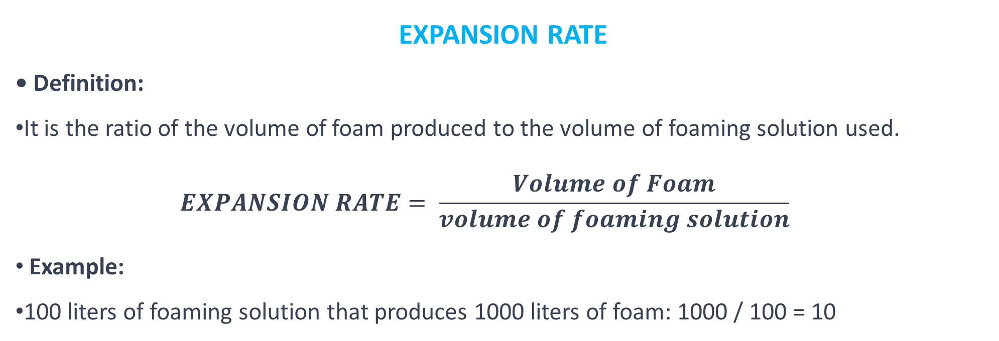 EXPANSION RATE
• Definition:
•It is the ratio of the volume of foam produced to the volume of foaming solution used.
EXPANSION RATE = Volume of Foam / volume of foaming solution
• Example:
•100 liters of foaming solution that produces 1000 liters of foam: 1000 / 100 = 10